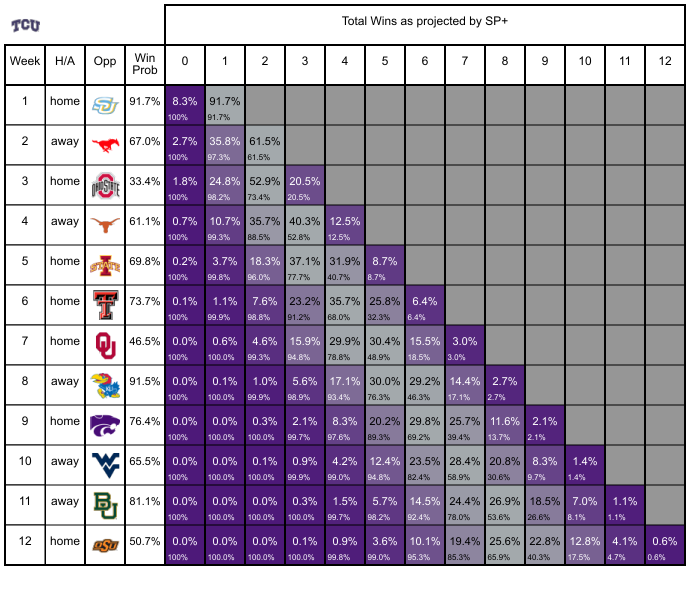 TCU
Total Wins as projected by SP+
Week H/A Opp Win Prob 0 1 2 3 4 5 6 7 8 9 10 11 12
1 home 91.7% 8.3% 91.7%
100% 91.7%
2 away 67.0% 2.7% 35.8% 61.5%
100% 97.3% 61.5%
3 home OHIO STATE 33.4% 1.8% 24.8% 52.9% 20.5%
100% 98.2% 73.4% 20.5%
4 away 61.1% 0.7% 10.7% 35.7% 40.3% 12.5%
100% 99.3% 88.5% 52.8% 12.5%
5 home STATE 69.8% 0.2% 3.7% 18.3% 37.1% 31.9% 8.7%
100% 99.8% 96.0% 77.7% 40.7% 8.7%
6 home T 73.7% 0.1% 1.1% 7.6% 23.2% 35.7% 25.8% 6.4%
100% 99.9% 98.8% 91.2% 68.0% 32.3% 6.4%
7 home OU 46.5% 0.0% 0.6% 4.6% 15.9% 29.9% 30.4% 15.5% 3.0%
100% 100.0% 99.3% 94.8% 78.8% 48.9% 18.5% 3.0%
8 away 91.5% 0.0% 0.1% 1.0% 5.6% 17.1% 30.0% 29.2% 14.4% 2.7%
100% 100.0% 99.9% 98.9% 93.4% 76.3% 46.3% 17.1% 2.7%
9 home 76.4% 0.0% 0.0% 0.3% 2.1% 8.3% 20.2% 29.8% 25.7% 11.6% 2.1%
100% 100.0% 100.0% 99.7% 97.6% 89.3% 69.2% 39.4% 13.7% 2.1%
10 away WV 65.5% 0.0% 0.0% 0.1% 0.9% 4.2% 12.4% 23.5% 28.4% 20.8% 8.3% 1.4%
100% 100.0% 100.0% 99.9% 99.0% 94.8% 82.4% 58.9% 30.6% 9.7% 1.4%
11 away BU 81.1% 0.0% 0.0% 0.0% 0.3% 1.5% 5.7% 14.5% 24.4% 26.9% 18.5% 7.0% 1.1%
100% 100.0% 100.0% 100.0% 99.7% 98.2% 92.4% 78.0% 53.6% 26.6% 8.1% 1.1%
12 home OSU 50.7% 0.0% 0.0% 0.0% 0.1% 0.9% 3.6% 10.1% 19.4% 25.6% 22.8% 12.8% 4.1% 0.6%
100% 100.0% 100.0% 100.0% 99.8% 99.0% 95.3% 85.3% 65.9% 40.3% 17.5% 4.7% 0.6%